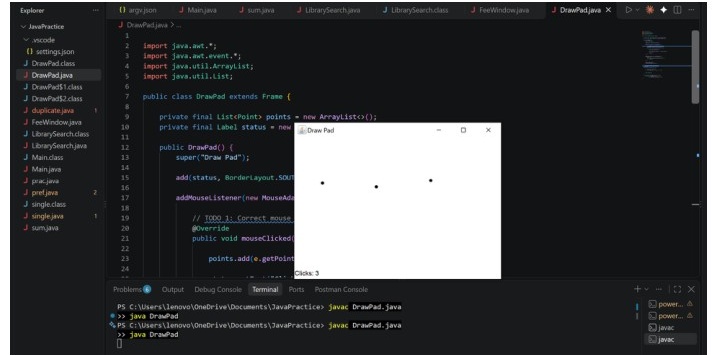 Explorer
JavaPractice
.vscode
settings.json
DrawPad.class
DrawPad.java
DrawPad$1.class
DrawPad$2.class
duplicate.java 1
FeeWindow.java
LibrarySearch.class
LibrarySearch.java
Main.class
Main.java
prac.java
pref.java 2
single.class
single.java 1
sum.java
argv.json Main.java sum.java LibrarySearch.java LibrarySearch.class FeeWindow.java DrawPad.java
DrawPad.java > ...
1
2 import java.awt.*;
3 import java.awt.event.*;
4 import java.util.ArrayList;
5 import java.util.List;
6
7 public class DrawPad extends Frame {
8
9 private final List<Point> points = new ArrayList<>();
10 private final Label status = new
11
12 public DrawPad() {
13 super("Draw Pad");
14
15 add(status, BorderLayout.SOUT
16
17 addMouseListener(new MouseAda
18
19 // TODO 1: Correct mouse
20 @Override
21 public void mouseClicked(
22
23 points.add(e.getPoint
24
Draw Pad
Clicks: 3
Problems 6 Output Debug Console Terminal Ports Postman Console
PS C:\Users\lenovo\OneDrive\Documents\JavaPractice> javac DrawPad.java
>> java DrawPad
PS C:\Users\lenovo\OneDrive\Documents\JavaPractice> javac DrawPad.java
>> java DrawPad
power...
power...
javac
javac